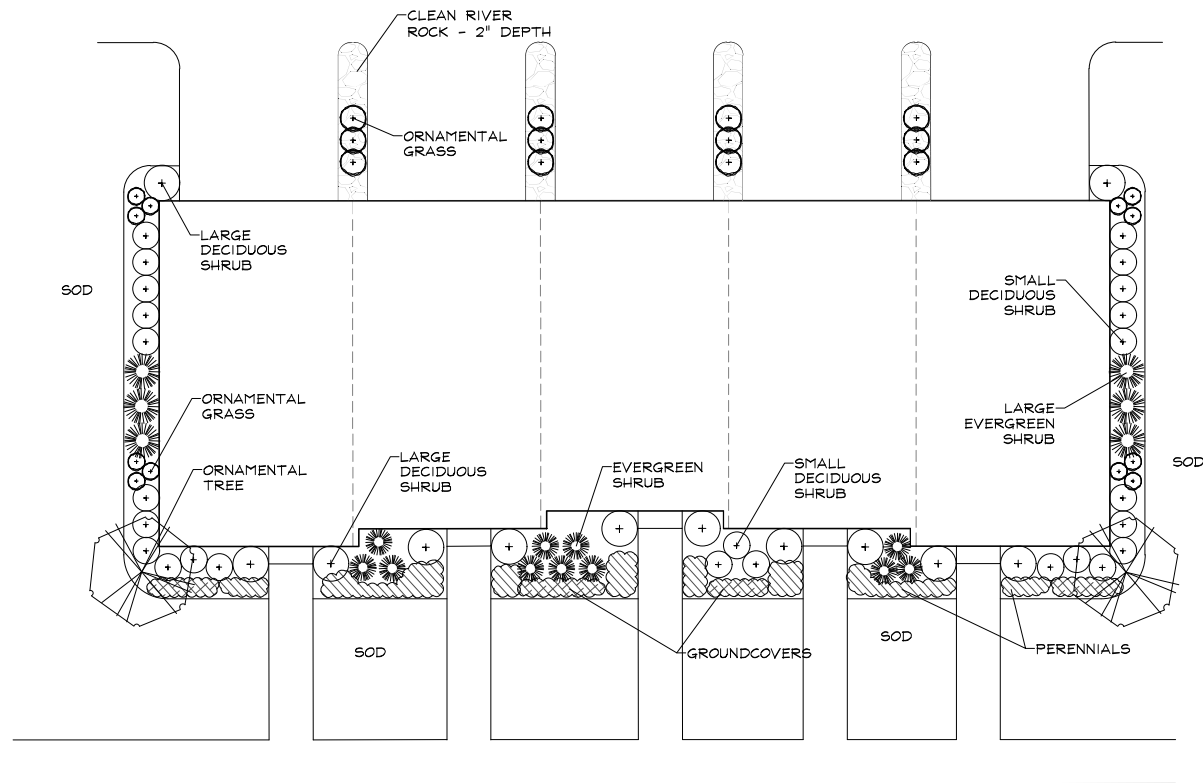 CLEAN RIVER
ROCK - 2" DEPTH
ORNAMENTAL
GRASS
LARGE
DECIDUOUS
SHRUB
SOD
SMALL
DECIDUOUS
SHRUB
ORNAMENTAL
GRASS
LARGE
EVERGREEN
SHRUB
ORNAMENTAL
TREE
LARGE
DECIDUOUS
SHRUB
EVERGREEN
SHRUB
SMALL
DECIDUOUS
SHRUB
SOD
SOD
GROUNDCOVERS
SOD
PERENNIALS